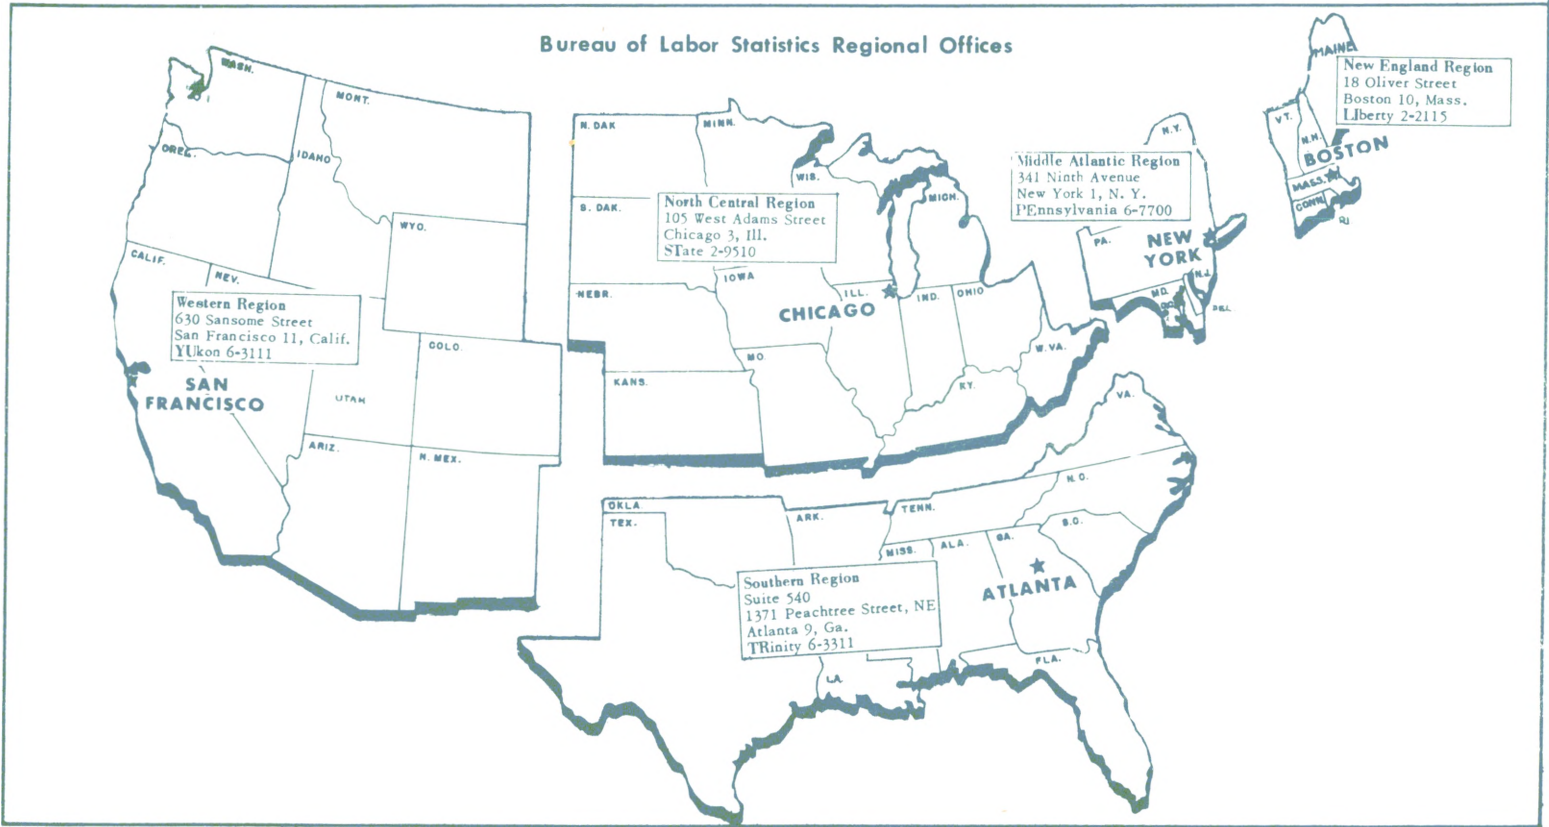 Bureau of Labor Statistics Regional Offices
WASH.
MONT.
OREG.
IDAHO
WYO.
CALIF.
NEV.
Western Region
630 Sansome Street
San Francisco 11, Calif.
YUkon 6-3111
SAN
FRANCISCO
UTAH
COLO.
ARIZ.
N. MEX.
N. DAK
MINN.
WIS.
MICH.
S. DAK.
North Central Region
105 West Adams Street
Chicago 3, Ill.
STate 2-9510
NEBR.
IOWA
ILL.
IND.
OHIO
CHICAGO
MO.
W. VA.
KANS.
KY.
MAINE
New England Region
18 Oliver Street
Boston 10, Mass.
LIberty 2-2115
VT.
N.H.
BOSTON
MASS.
CONN.
RI
N.Y.
Middle Atlantic Region
341 Ninth Avenue
New York 1, N. Y.
PEnnsylvania 6-7700
PA.
NEW
YORK
N.J.
MD.
DEL.
VA.
OKLA.
TEX.
ARK.
TENN.
N. C.
S.C.
MISS.
ALA.
GA.
ATLANTA
Southern Region
Suite 540
1371 Peachtree Street, NE
Atlanta 9, Ga.
TRinity 6-3311
LA.
FLA.